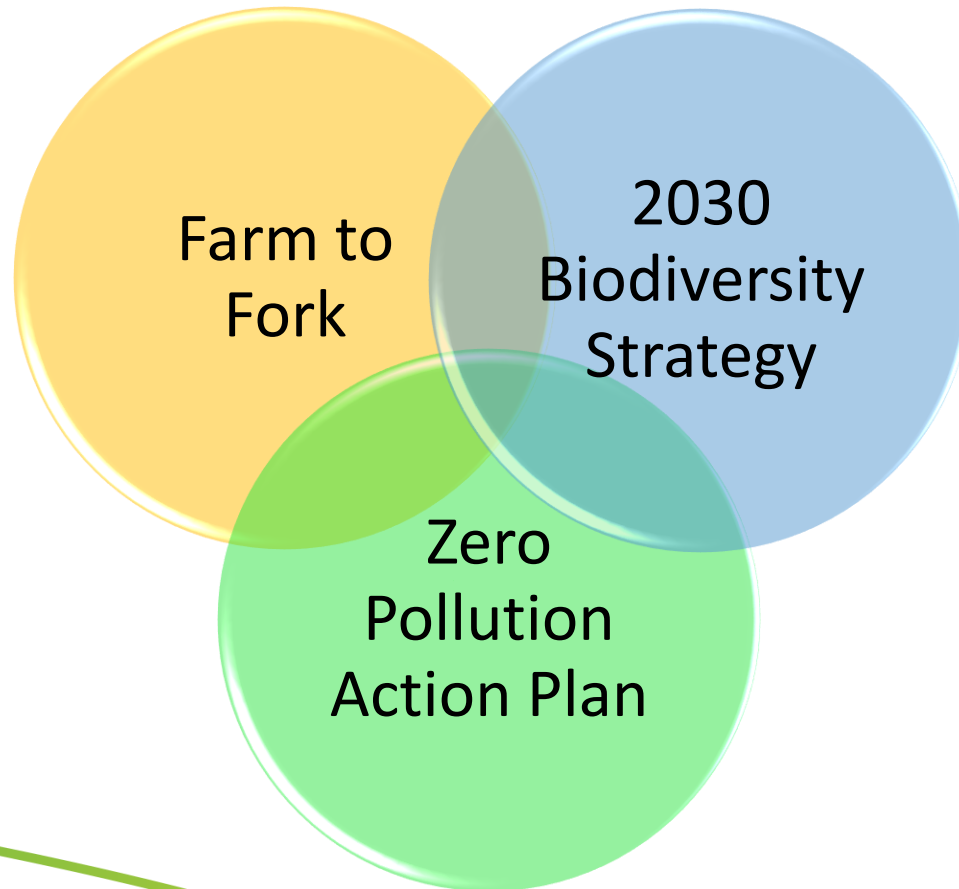 Farm to
Fork
2030
Biodiversity
Strategy
Zero
Pollution
Action Plan